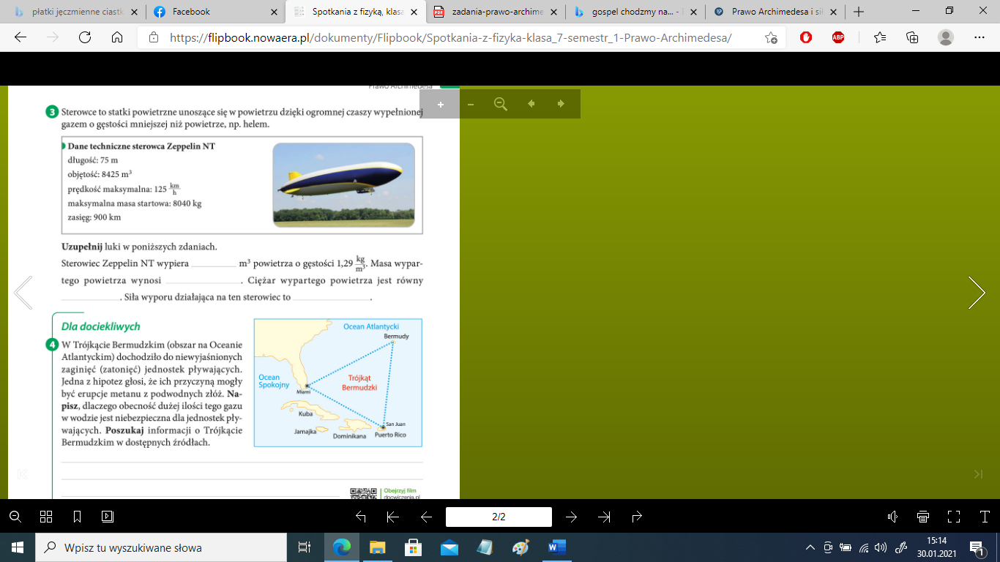 płatki jęczmienne ciastk
Facebook
Spotkania z fizyką, klasa
zadania-prawo-archime
gospel chodzmy na... -
Prawo Archimedesa i sił
https://flipbook.nowaera.pl/dokumenty/Flipbook/Spotkania-z-fizyka-klasa_7-semestr_1-Prawo-Archimedesa/
ABP
Prawo Archimedesa
3 Sterowce to statki powietrzne unoszące się w powietrzu dzięki ogromnej czaszy wypełnionej
gazem o gęstości mniejszej niż powietrze, np. helem.
Dane techniczne sterowca Zeppelin NT
długość: 75 m
objętość: 8425 m³
prędkość maksymalna: 125 km/h
maksymalna masa startowa: 8040 kg
zasięg: 900 km
Uzupełnij luki w poniższych zdaniach.
Sterowiec Zeppelin NT wypiera ________ m³ powietrza o gęstości 1,29 kg/m³. Masa wypar-
tego powietrza wynosi ________. Ciężar wypartego powietrza jest równy
________. Siła wyporu działająca na ten sterowiec to ________.
Dla dociekliwych
4 W Trójkącie Bermudzkim (obszar na Oceanie
Atlantyckim) dochodziło do niewyjaśnionych
zaginięć (zatonięć) jednostek pływających.
Jedna z hipotez głosi, że ich przyczyną mogły
być erupcje metanu z podwodnych złóż. Na-
pisz, dlaczego obecność dużej ilości tego gazu
w wodzie jest niebezpieczna dla jednostek pły-
wających. Poszukaj informacji o Trójkącie
Bermudzkim w dostępnych źródłach.
Ocean Atlantycki
Bermudy
Ocean
Spokojny
Trójkąt
Bermudzki
Miami
Kuba
San Juan
Jamajka
Dominikana
Puerto Rico
Obejrzyj film
docwiczenia.pl
2/2
Wpisz tu wyszukiwane słowa
15:14
30.01.2021
1